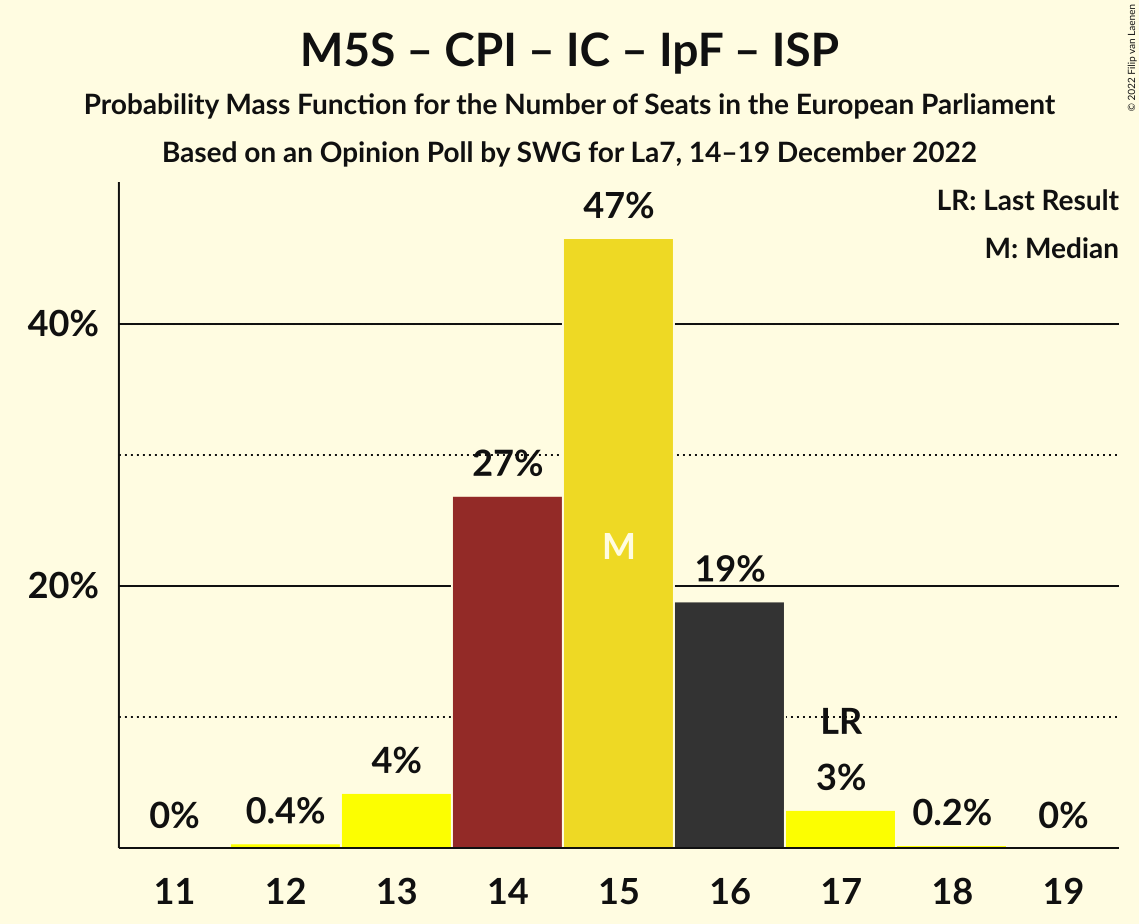 M5S – CPI – IC – IpF – ISP
Probability Mass Function for the Number of Seats in the European Parliament
Based on an Opinion Poll by SWG for La7, 14–19 December 2022
© 2022 Filip van Laenen
LR: Last Result
M: Median
40%
20%
0%
0.4%
4%
27%
47%
M
19%
LR
3%
0.2%
0%
11 12 13 14 15 16 17 18 19